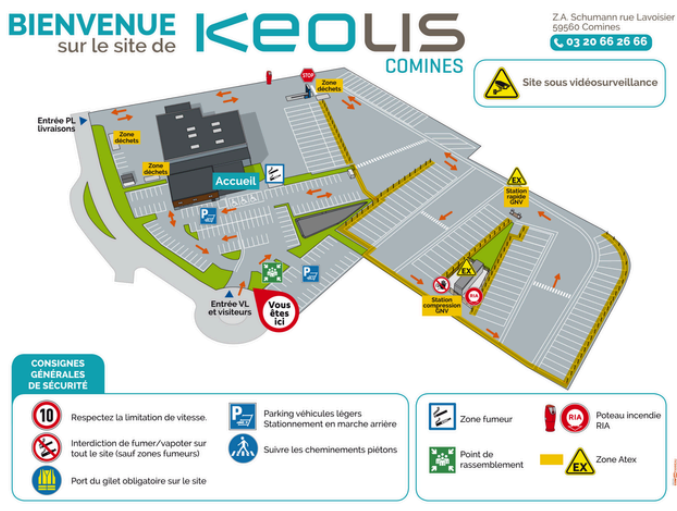 BIENVENUE
sur le site de
KEOLIS
COMINES
Z.A. Schumann rue Lavoisier
59560 Comines
03 20 66 26 66
Site sous vidéosurveillance
STOP
Zone
déchets
Entrée PL
livraisons
Zone
déchets
Zone
déchets
Accueil
P
EX
Station
rapide
GNV
EX
P
RIA
Station
compression
GNV
Entrée VL
et visiteurs
Vous
êtes
ici
CONSIGNES
GÉNÉRALES
DE SÉCURITÉ
10
Respectez la limitation de vitesse.
Interdiction de fumer/vapoter sur
tout le site (sauf zones fumeurs)
Port du gilet obligatoire sur le site
P
Parking véhicules légers
Stationnement en marche arrière
Suivre les cheminements piétons
Zone fumeur
Point de
rassemblement
RIA
Poteau incendie
RIA
EX
Zone Atex